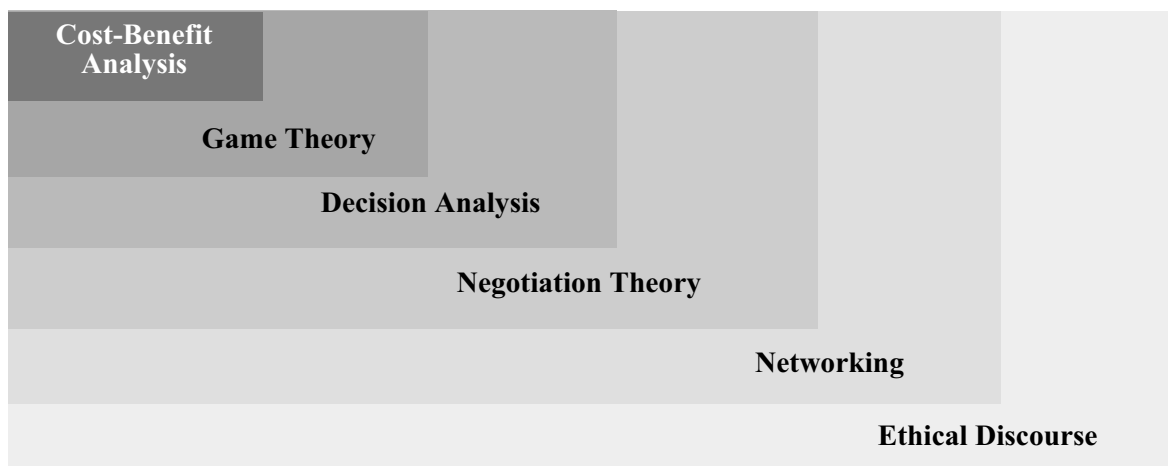 Cost-Benefit
Analysis
Game Theory
Decision Analysis
Negotiation Theory
Networking
Ethical Discourse